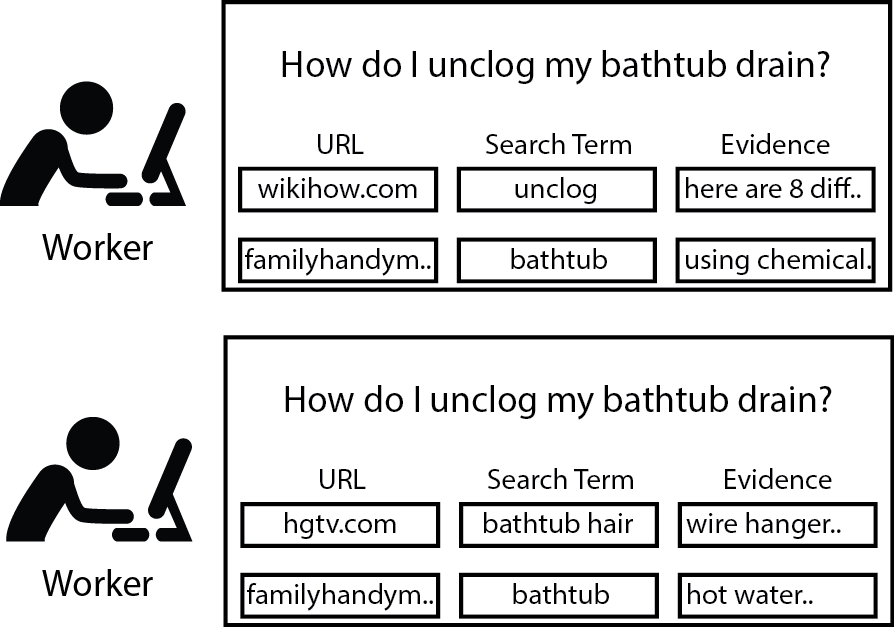 How do I unclog my bathtub drain?
URL Search Term Evidence
wikihow.com unclog here are 8 diff..
Worker
familyhandym.. bathtub using chemical.
How do I unclog my bathtub drain?
URL Search Term Evidence
hgtv.com bathtub hair wire hanger..
Worker
familyhandym.. bathtub hot water..